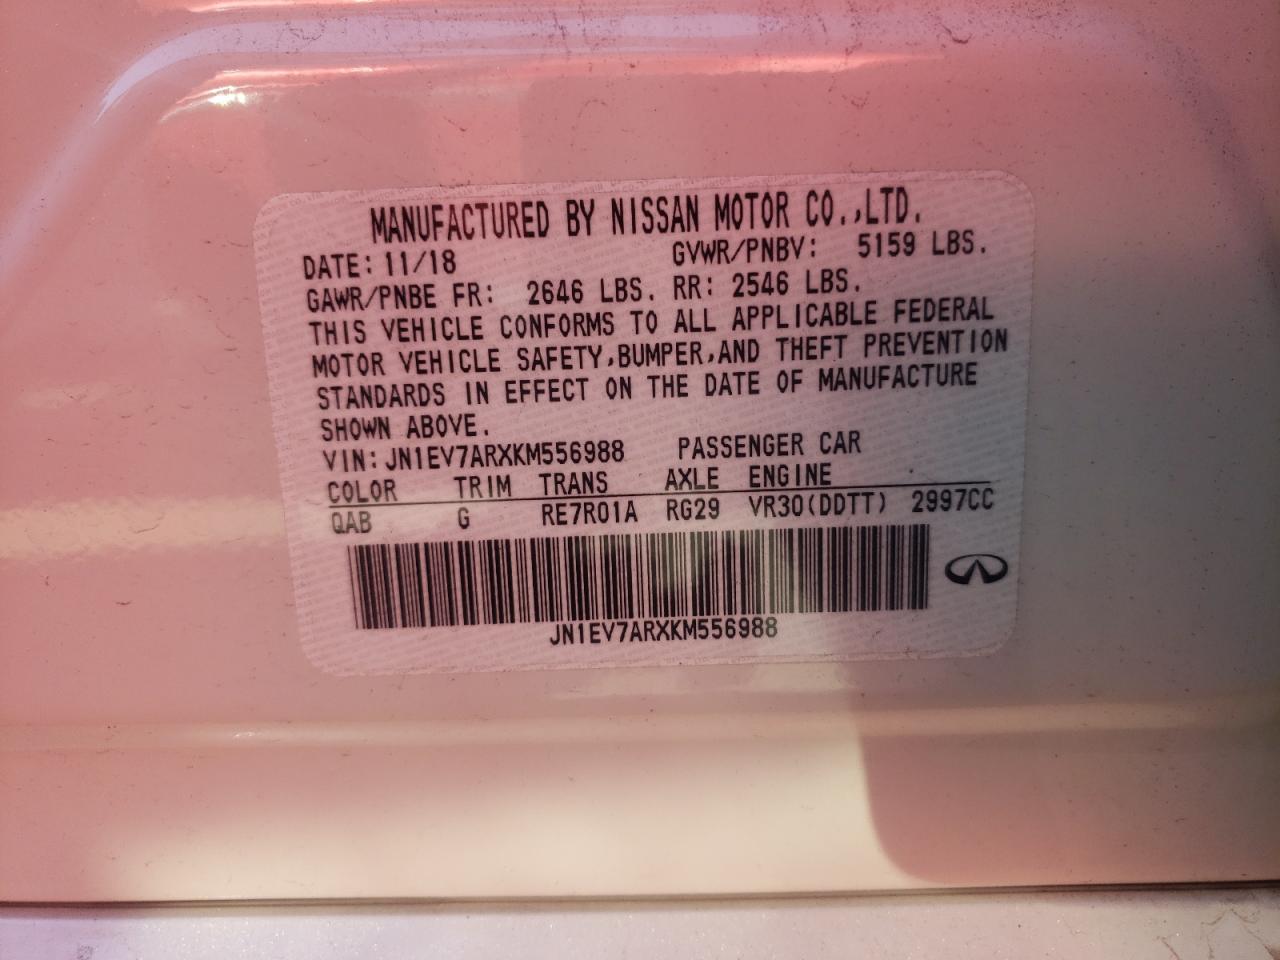 MANUFACTURED BY NISSAN MOTOR CO.,LTD.
DATE: 11/18 GVWR/PNBV: 5159 LBS.
GAWR/PNBE FR: 2646 LBS. RR: 2546 LBS.
THIS VEHICLE CONFORMS TO ALL APPLICABLE FEDERAL
MOTOR VEHICLE SAFETY,BUMPER,AND THEFT PREVENTION
STANDARDS IN EFFECT ON THE DATE OF MANUFACTURE
SHOWN ABOVE.
VIN: JN1EV7ARXKM556988 PASSENGER CAR
COLOR TRIM TRANS AXLE ENGINE
QAB G RE7R01A RG29 VR30(DDTT) 2997CC
JN1EV7ARXKM556988